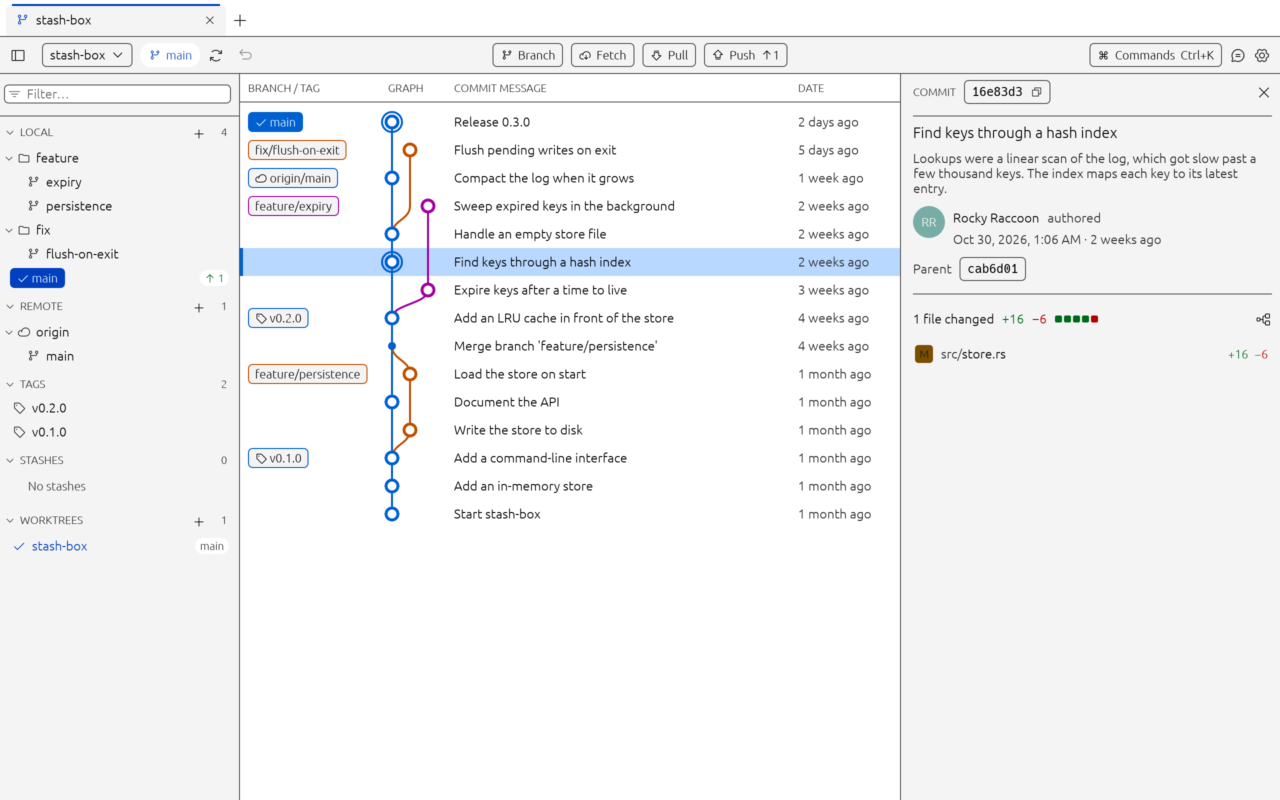 stash-box
stash-box main Branch Fetch Pull Push ↑1 Commands Ctrl+K
Filter…
LOCAL 4
feature
expiry
persistence
fix
flush-on-exit
main ↑ 1
REMOTE 1
origin
main
TAGS 2
v0.2.0
v0.1.0
STASHES 0
No stashes
WORKTREES 1
stash-box main
BRANCH / TAG GRAPH COMMIT MESSAGE DATE
main Release 0.3.0 2 days ago
fix/flush-on-exit Flush pending writes on exit 5 days ago
origin/main Compact the log when it grows 1 week ago
feature/expiry Sweep expired keys in the background 2 weeks ago
Handle an empty store file 2 weeks ago
Find keys through a hash index 2 weeks ago
Expire keys after a time to live 3 weeks ago
v0.2.0 Add an LRU cache in front of the store 4 weeks ago
Merge branch 'feature/persistence' 4 weeks ago
feature/persistence Load the store on start 1 month ago
Document the API 1 month ago
Write the store to disk 1 month ago
v0.1.0 Add a command-line interface 1 month ago
Add an in-memory store 1 month ago
Start stash-box 1 month ago
COMMIT 16e83d3
Find keys through a hash index
Lookups were a linear scan of the log, which got slow past a
few thousand keys. The index maps each key to its latest
entry.
RR Rocky Raccoon authored
Oct 30, 2026, 1:06 AM · 2 weeks ago
Parent cab6d01
1 file changed +16 −6
M src/store.rs +16 −6